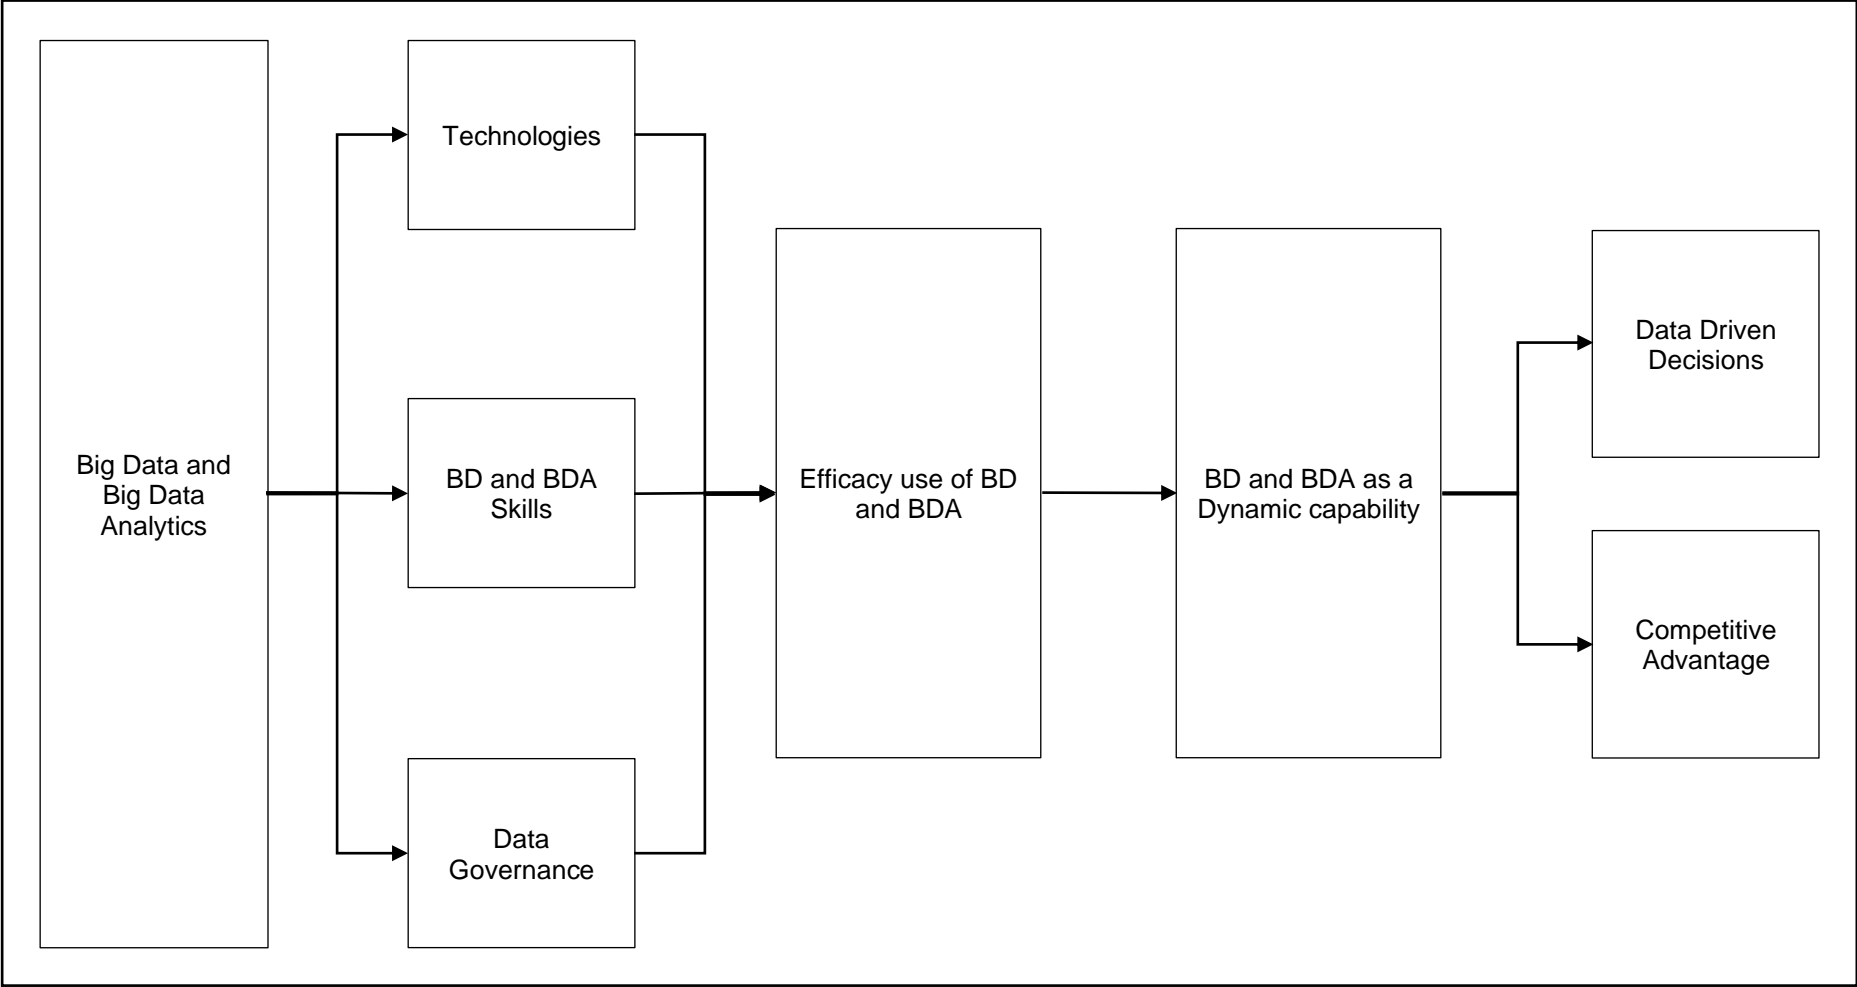 Big Data and
Big Data
Analytics
Technologies
BD and BDA
Skills
Data
Governance
Efficacy use of BD
and BDA
BD and BDA as a
Dynamic capability
Data Driven
Decisions
Competitive
Advantage